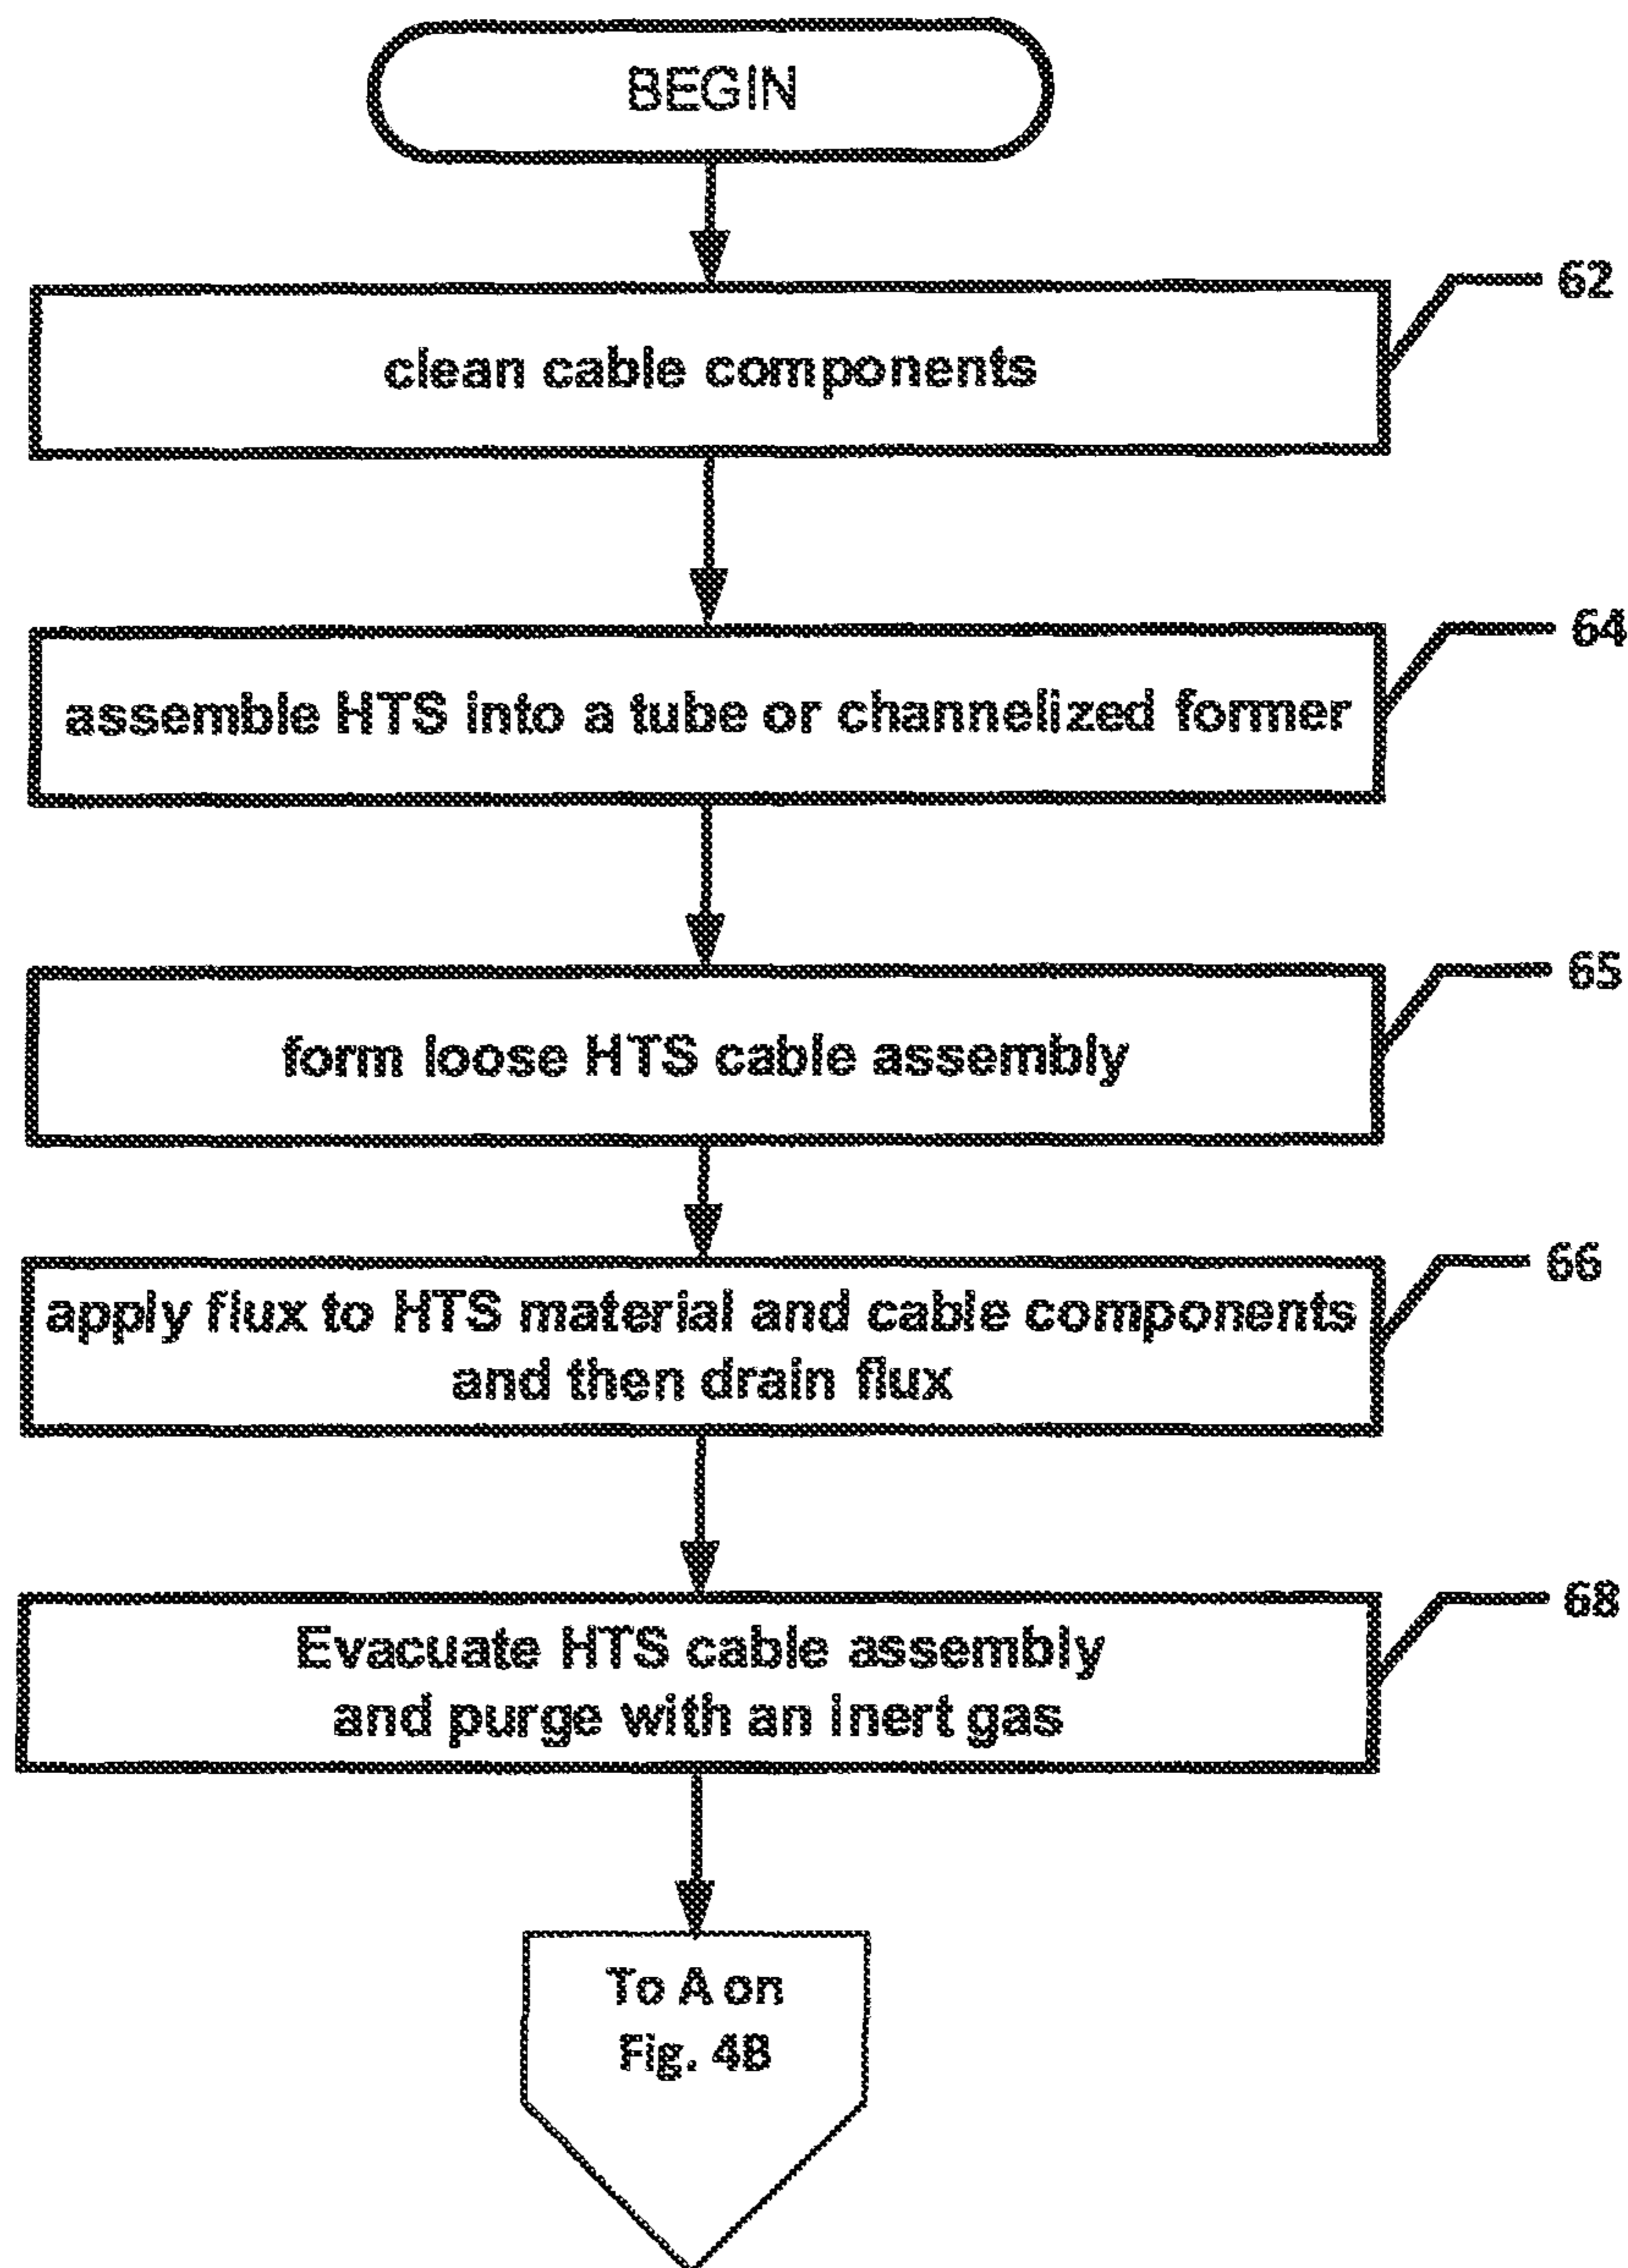 BEGIN
62
clean cable components
64
assemble HTS into a tube or channelized former
65
form loose HTS cable assembly
66
apply flux to HTS material and cable components
and then drain flux
68
Evacuate HTS cable assembly
and purge with an inert gas
To A on
Fig. 4B